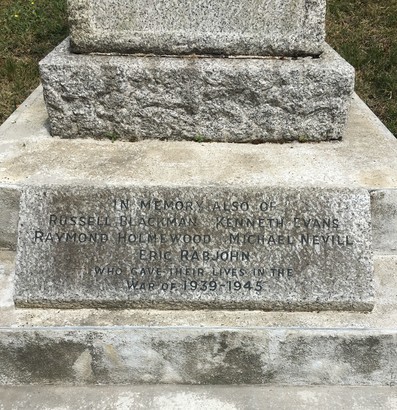 IN MEMORY ALSO OF
RUSSELL BLACKMAN KENNETH EVANS
RAYMOND HOLMEWOOD MICHAEL NEVILL
ERIC RABJOHN
WHO GAVE THEIR LIVES IN THE
WAR OF 1939-1945